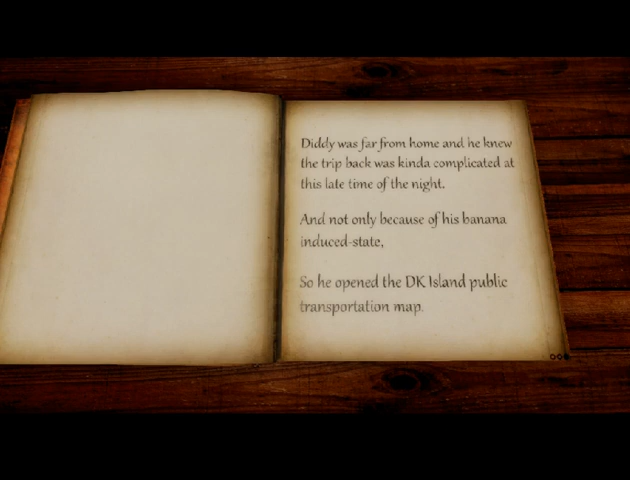 Diddy was far from home and he knew
the trip back was kinda complicated at
this late time of the night.
And not only because of his banana
induced-state,
So he opened the DK Island public
transportation map.